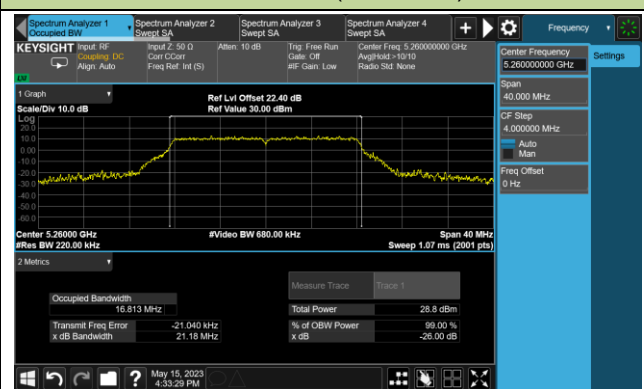 Spectrum Analyzer 1
Occupied BW
Spectrum Analyzer 2
Swept SA
Spectrum Analyzer 3
Swept SA
Spectrum Analyzer 4
Swept SA
Frequency
KEYSIGHT
Input: RF
Coupling: DC
Align: Auto
Input Z: 50 Ω
Corr CCorr
Freq Ref: Int (S)
Atten: 10 dB
Trig: Free Run
Gate: Off
#IF Gain: Low
Center Freq: 5.260000000 GHz
Avg|Hold:>10/10
Radio Std: None
Center Frequency
5.260000000 GHz
Settings
Span
40.000 MHz
CF Step
4.000000 MHz
Auto
Man
Freq Offset
0 Hz
1 Graph
Scale/Div 10.0 dB
Ref Lvl Offset 22.40 dB
Ref Value 30.00 dBm
Log
20.0
10.0
0.00
-10.0
-20.0
-30.0
-40.0
-50.0
-60.0
Center 5.26000 GHz
#Res BW 220.00 kHz
#Video BW 680.00 kHz
Span 40 MHz
Sweep 1.07 ms (2001 pts)
2 Metrics
Measure Trace
Trace 1
Occupied Bandwidth
16.813 MHz
Total Power
28.8 dBm
Transmit Freq Error
-21.040 kHz
% of OBW Power
99.00 %
x dB Bandwidth
21.18 MHz
x dB
-26.00 dB
May 15, 2023
4:33:29 PM